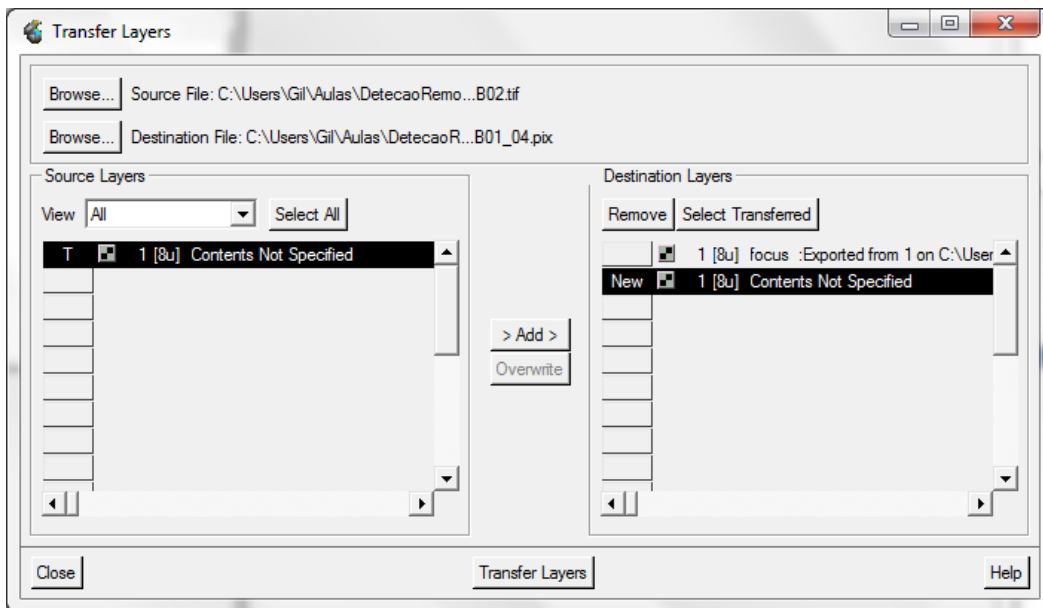 Transfer Layers
Browse... Source File: C:\Users\Gil\Aulas\DetecaoRemo...B02.tif
Browse... Destination File: C:\Users\Gil\Aulas\DetecaoR...B01_04.pix
Source Layers
View All Select All
T 1 [8u] Contents Not Specified
> Add >
Overwrite
Destination Layers
Remove Select Transferred
1 [8u] focus :Exported from 1 on C:\User
New 1 [8u] Contents Not Specified
Close Transfer Layers Help